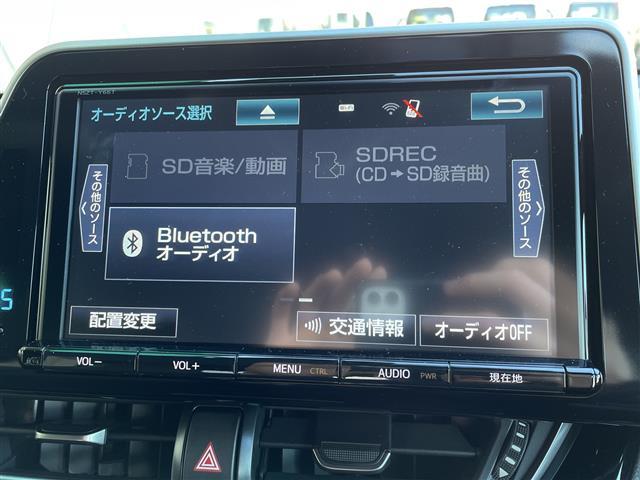 NSZT-Y66T
オーディオソース選択
Wi-Fi
SD音楽/動画
SDREC
(CD→SD録音曲)
その他のソース
その他のソース
Bluetooth
オーディオ
配置変更
交通情報
オーディオOFF
VOL−
VOL+
MENU CTRL
AUDIO PWR
現在地